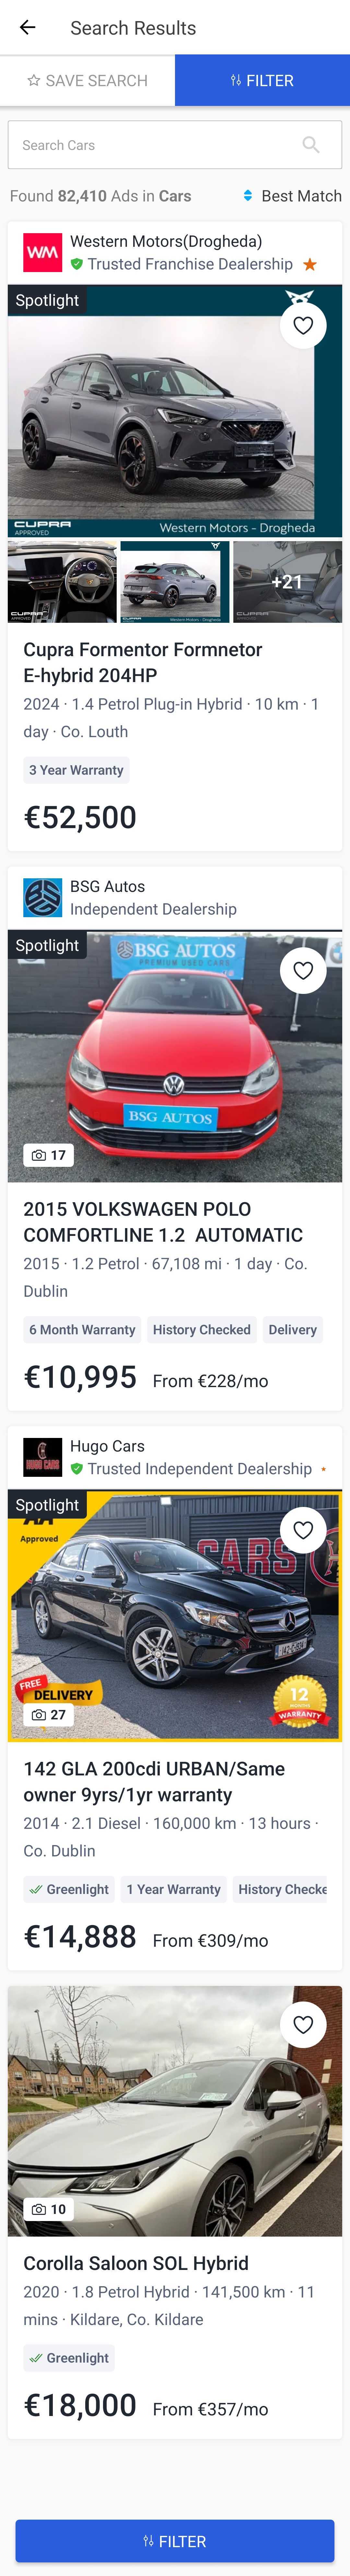 Search Results
SAVE SEARCH
FILTER
Search Cars
Found 82,410 Ads in Cars
Best Match
WM
Western Motors(Drogheda)
Trusted Franchise Dealership
Spotlight
CUPRA
APPROVED
Western Motors - Drogheda
+21
Cupra Formentor Formnetor
E-hybrid 204HP
2024 · 1.4 Petrol Plug-in Hybrid · 10 km · 1
day · Co. Louth
3 Year Warranty
€52,500
BSG Autos
Independent Dealership
Spotlight
BSG AUTOS
PREMIUM USED CARS
BSG AUTOS
17
2015 VOLKSWAGEN POLO
COMFORTLINE 1.2 AUTOMATIC
2015 · 1.2 Petrol · 67,108 mi · 1 day · Co.
Dublin
6 Month Warranty
History Checked
Delivery
€10,995
From €228/mo
HUGO CARS
Hugo Cars
Trusted Independent Dealership
Spotlight
AA
Approved
CARS
FREE
DELIVERY
27
12
MONTHS
WARRANTY
142 GLA 200cdi URBAN/Same
owner 9yrs/1yr warranty
2014 · 2.1 Diesel · 160,000 km · 13 hours ·
Co. Dublin
Greenlight
1 Year Warranty
History Checke
€14,888
From €309/mo
10
Corolla Saloon SOL Hybrid
2020 · 1.8 Petrol Hybrid · 141,500 km · 11
mins · Kildare, Co. Kildare
Greenlight
€18,000
From €357/mo
FILTER